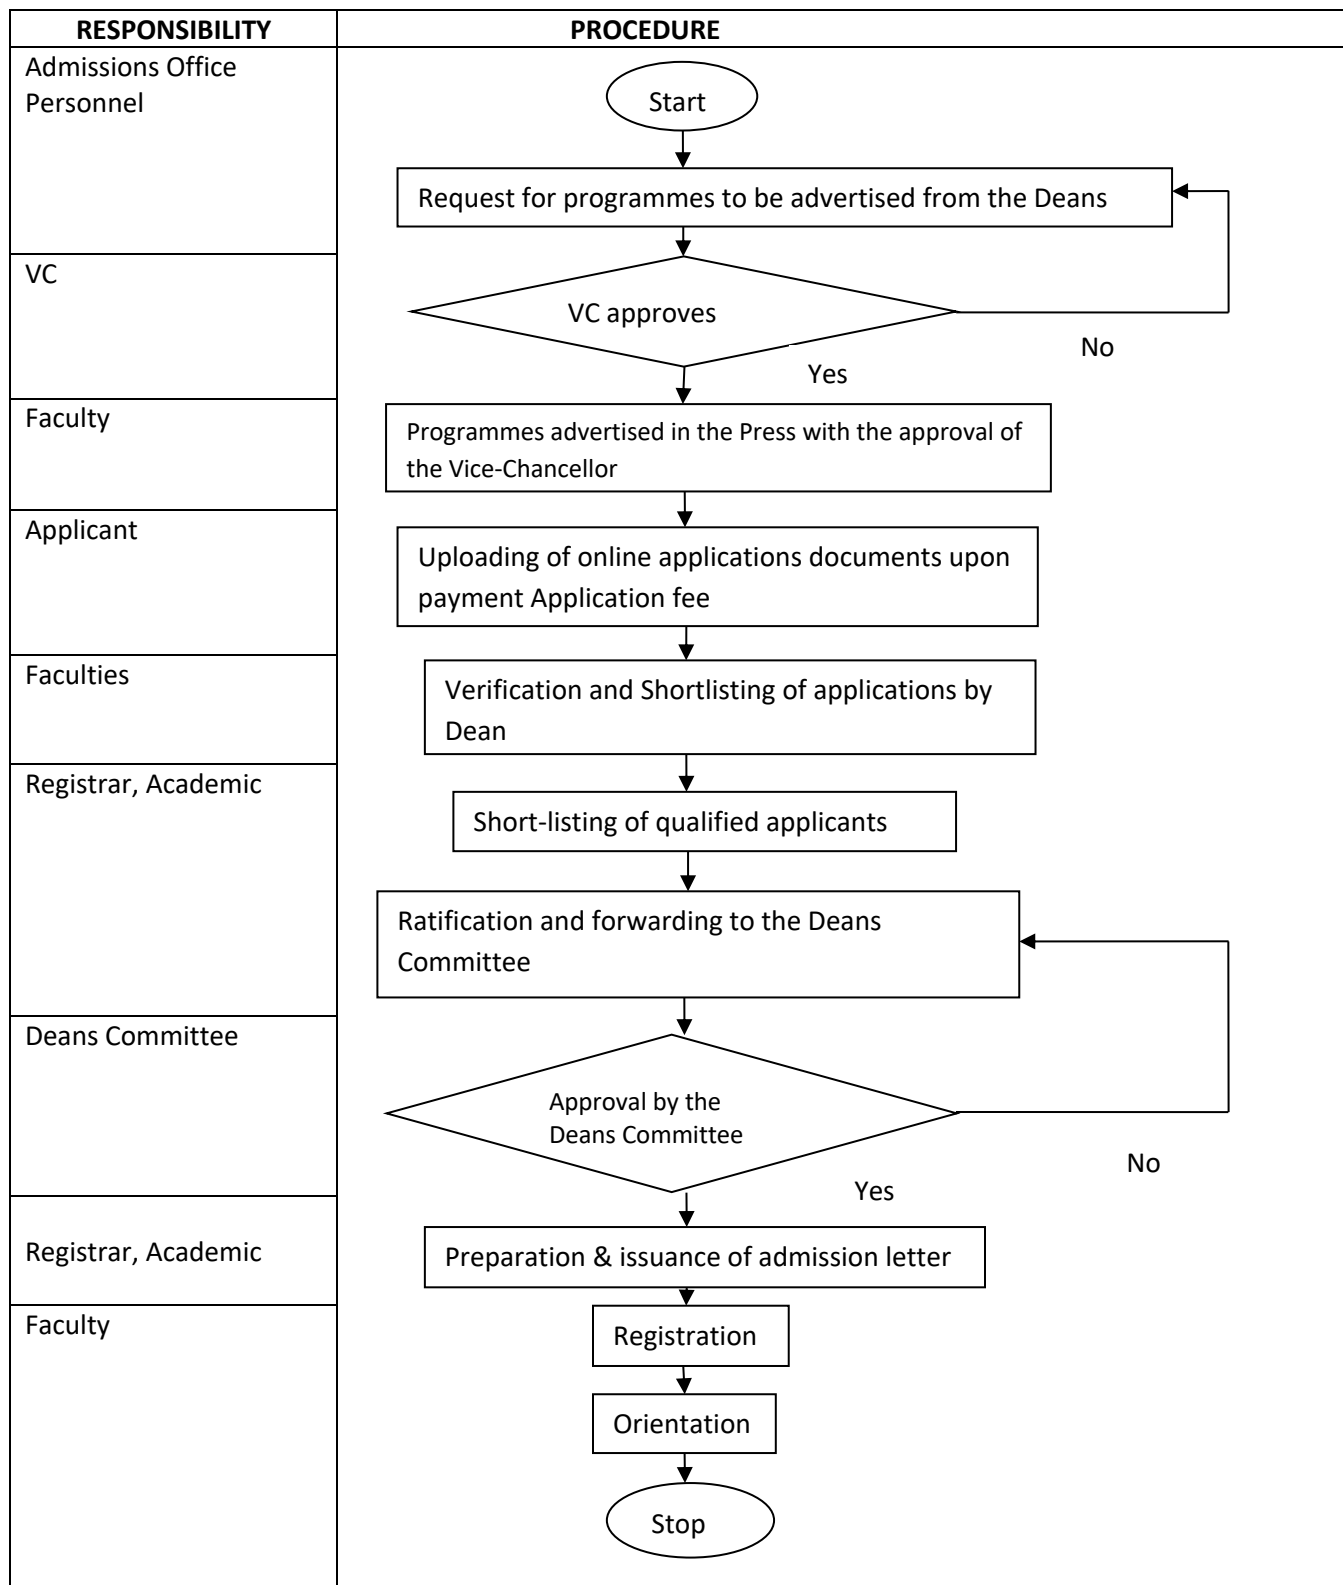 RESPONSIBILITY
PROCEDURE
Admissions Office
Personnel
Start
Request for programmes to be advertised from the Deans
VC
VC approves
No
Yes
Faculty
Programmes advertised in the Press with the approval of
the Vice-Chancellor
Applicant
Uploading of online applications documents upon
payment Application fee
Faculties
Verification and Shortlisting of applications by
Dean
Registrar, Academic
Short-listing of qualified applicants
Ratification and forwarding to the Deans
Committee
Deans Committee
Approval by the
Deans Committee
No
Yes
Registrar, Academic
Preparation & issuance of admission letter
Faculty
Registration
Orientation
Stop